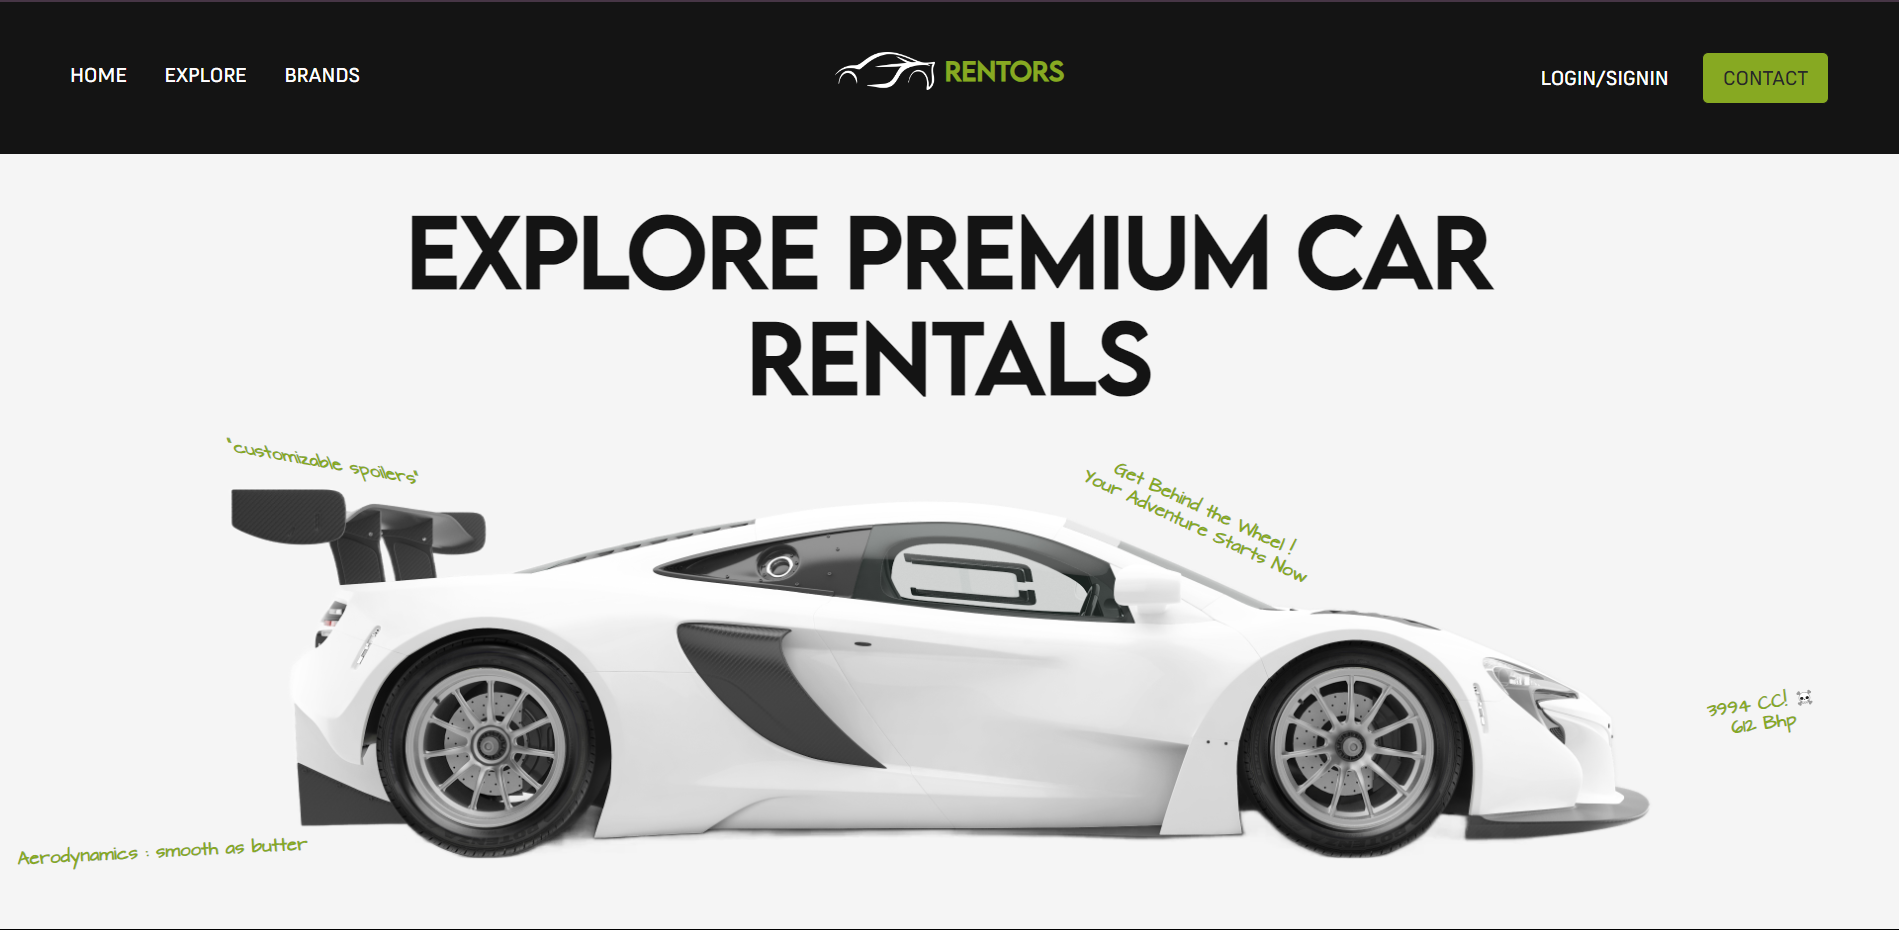 HOME EXPLORE BRANDS
RENTORS
LOGIN/SIGNIN CONTACT
EXPLORE PREMIUM CAR
RENTALS
"customizable spoilers"
Get Behind the Wheel !
Your Adventure Starts Now
3994 CC! ☠️
612 Bhp
Aerodynamics : smooth as butter